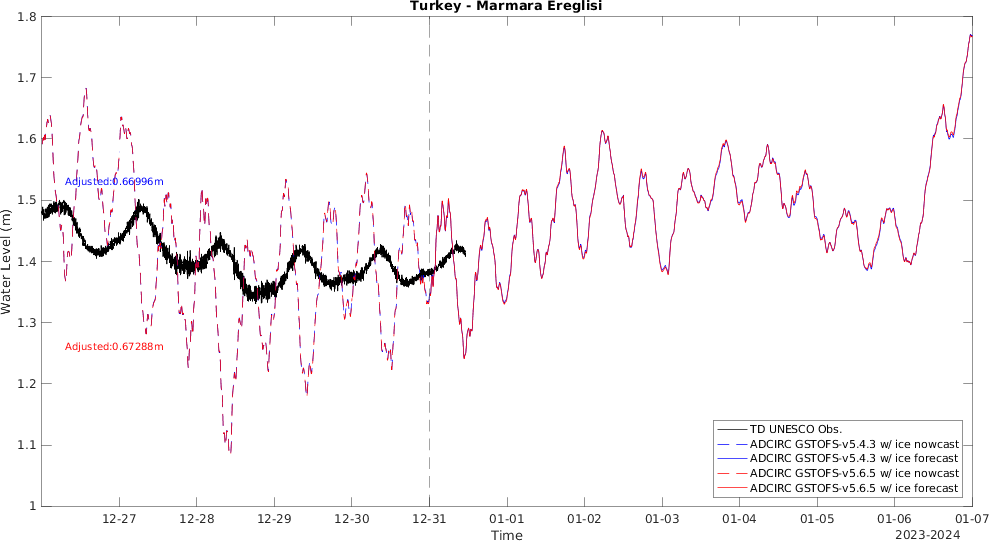 Turkey - Marmara Ereglisi
1.8
1.7
1.6
1.5
1.4
1.3
1.2
1.1
1
Water Level (m)
Adjusted:0.66996m
Adjusted:0.67288m
TD UNESCO Obs.
ADCIRC GSTOFS-v5.4.3 w/ ice nowcast
ADCIRC GSTOFS-v5.4.3 w/ ice forecast
ADCIRC GSTOFS-v5.6.5 w/ ice nowcast
ADCIRC GSTOFS-v5.6.5 w/ ice forecast
12-27 12-28 12-29 12-30 12-31 01-01 01-02 01-03 01-04 01-05 01-06 01-07
Time
2023-2024